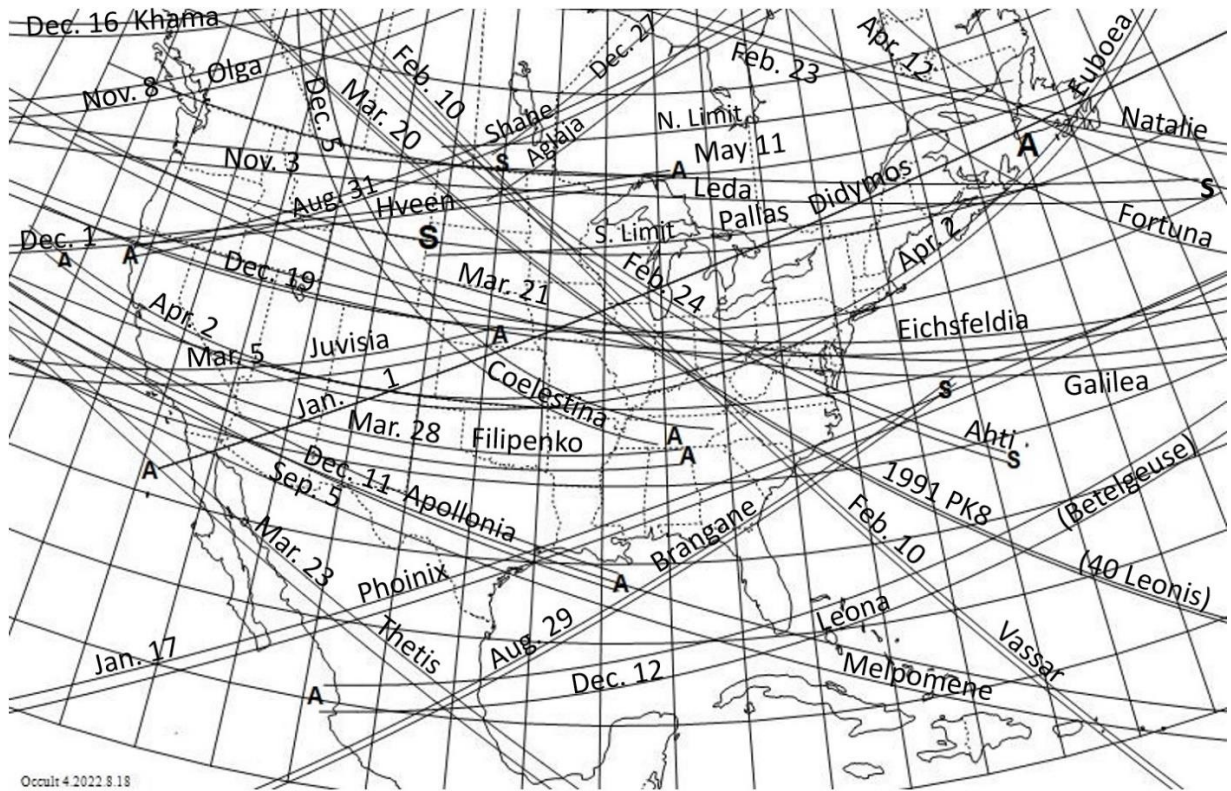 Dec. 16 Khama
Nov. 8 Olga
Dec. 5
Mar. 20
Feb. 10
Dec. 27
Feb. 23
Apr. 12
Euboea
Shane
Aglaja
N. Limit
Natalie
Nov. 3
S
A
May 11
A
Aug. 31
Hveen
Leda
Didymos
S
Dec. 1
A
A
S
S. Limit
Pallas
Fortuna
Apr. 2
Dec. 19
Mar. 21
Feb. 24
Apr. 2
Mar. 5
Juvisia
A
Eichsfeldia
Jan. 1
Coelestina
S
Galilea
Mar. 28
Filipenko
A
A
Ahti
S
A
Dec. 11 Apollonia
Sep. 5
1991 PK8
(Betelgeuse)
Mar. 23
Brangane
Feb. 10
Phoinix
A
(40 Leonis)
Jan. 17
Thetis
Aug. 29
Leona
Vassar
A
Dec. 12
Melpomene
Occult 4.2022.8.18